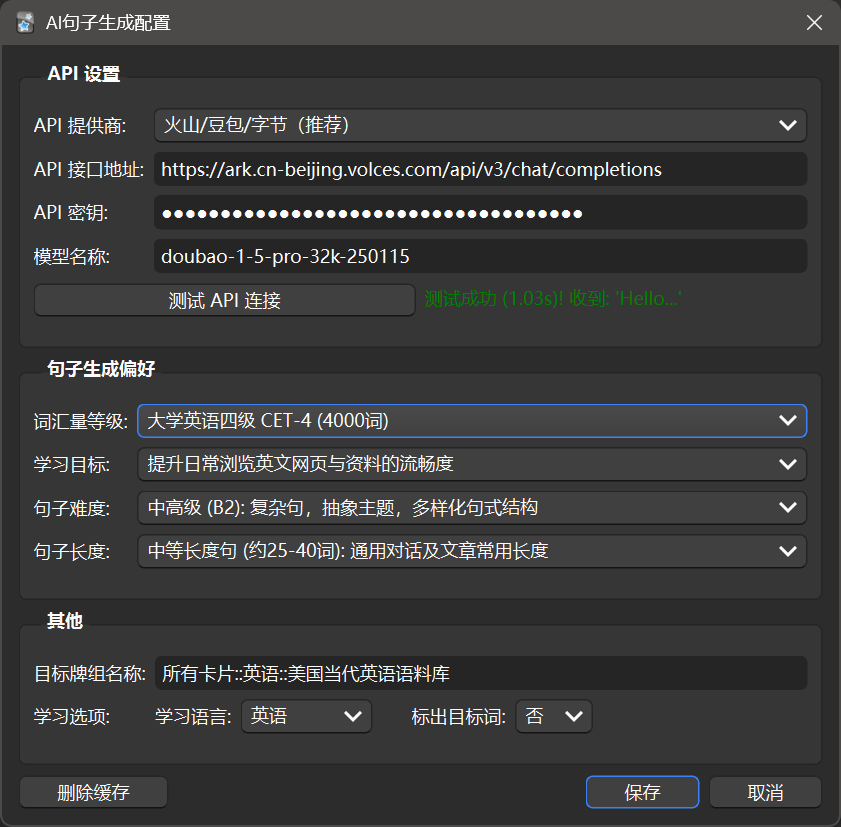 AI句子生成配置
API 设置
API 提供商: 火山/豆包/字节（推荐）
API 接口地址: https://ark.cn-beijing.volces.com/api/v3/chat/completions
API 密钥: ●●●●●●●●●●●●●●●●●●●●●●●●●●●●●●●●●●●●
模型名称: doubao-1-5-pro-32k-250115
测试 API 连接 测试成功 (1.03s)! 收到: 'Hello...'
句子生成偏好
词汇量等级: 大学英语四级 CET-4 (4000词)
学习目标: 提升日常浏览英文网页与资料的流畅度
句子难度: 中高级 (B2): 复杂句，抽象主题，多样化句式结构
句子长度: 中等长度句 (约25-40词): 通用对话及文章常用长度
其他
目标牌组名称: 所有卡片::英语::美国当代英语语料库
学习选项: 学习语言: 英语 标出目标词: 否
删除缓存 保存 取消